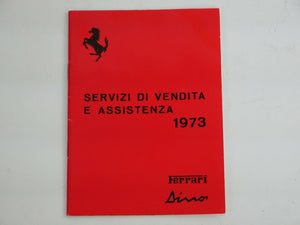 SERVIZI DI VENDITA
E ASSISTENZA
1973
Ferrari
Dino